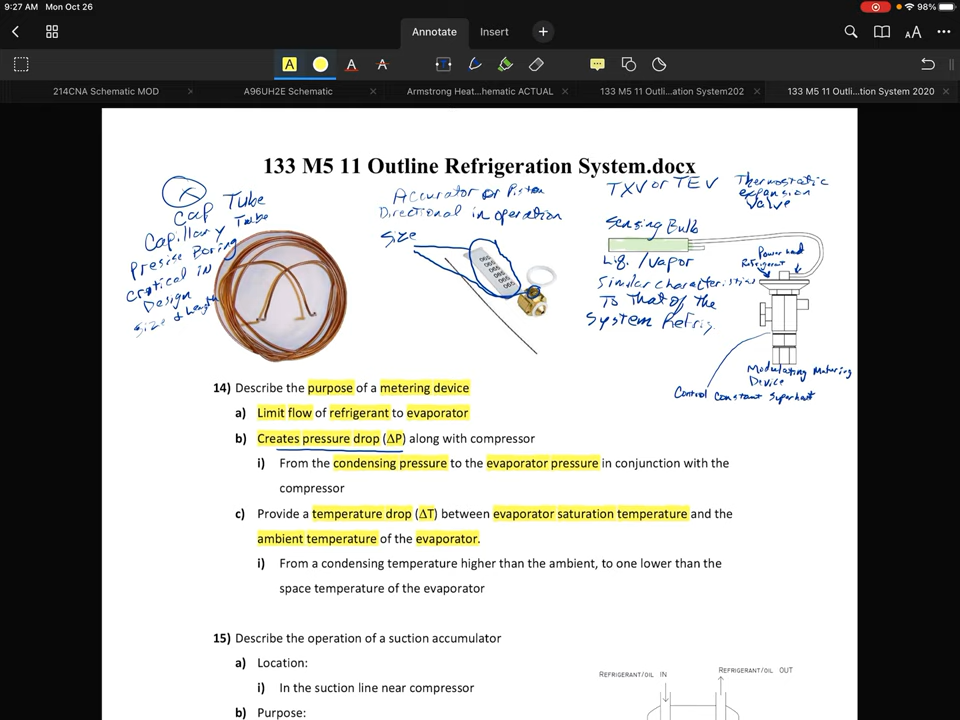 9:27 AM Mon Oct 26
98%
Annotate Insert
214CNA Schematic MOD
A96UH2E Schematic
Armstrong Heat...hematic ACTUAL
133 M5 11 Outli...ation System202
133 M5 11 Outli...tion System 2020
133 M5 11 Outline Refrigeration System.docx
X
Cap Tube
Capillary Tube
Presise Boring
Crotical in
Design
Size & Length
Accurator or Piston
Directional in operation
Size
050
050
050
050
050
TXV or TEV
Thermostatic
expansion
Valve
Sensing Bulb
Liq. / Vapor
Similar characteristics
To That of the
System Refrig.
Power head
Refrigerant
Modulating Matering
Device
Control Constant Superheat
14) Describe the purpose of a metering device
a) Limit flow of refrigerant to evaporator
b) Creates pressure drop (ΔP) along with compressor
i) From the condensing pressure to the evaporator pressure in conjunction with the
compressor
c) Provide a temperature drop (ΔT) between evaporator saturation temperature and the
ambient temperature of the evaporator.
i) From a condensing temperature higher than the ambient, to one lower than the
space temperature of the evaporator
15) Describe the operation of a suction accumulator
a) Location:
i) In the suction line near compressor
b) Purpose:
REFRIGERANT/OIL IN
REFRIGERANT/OIL OUT